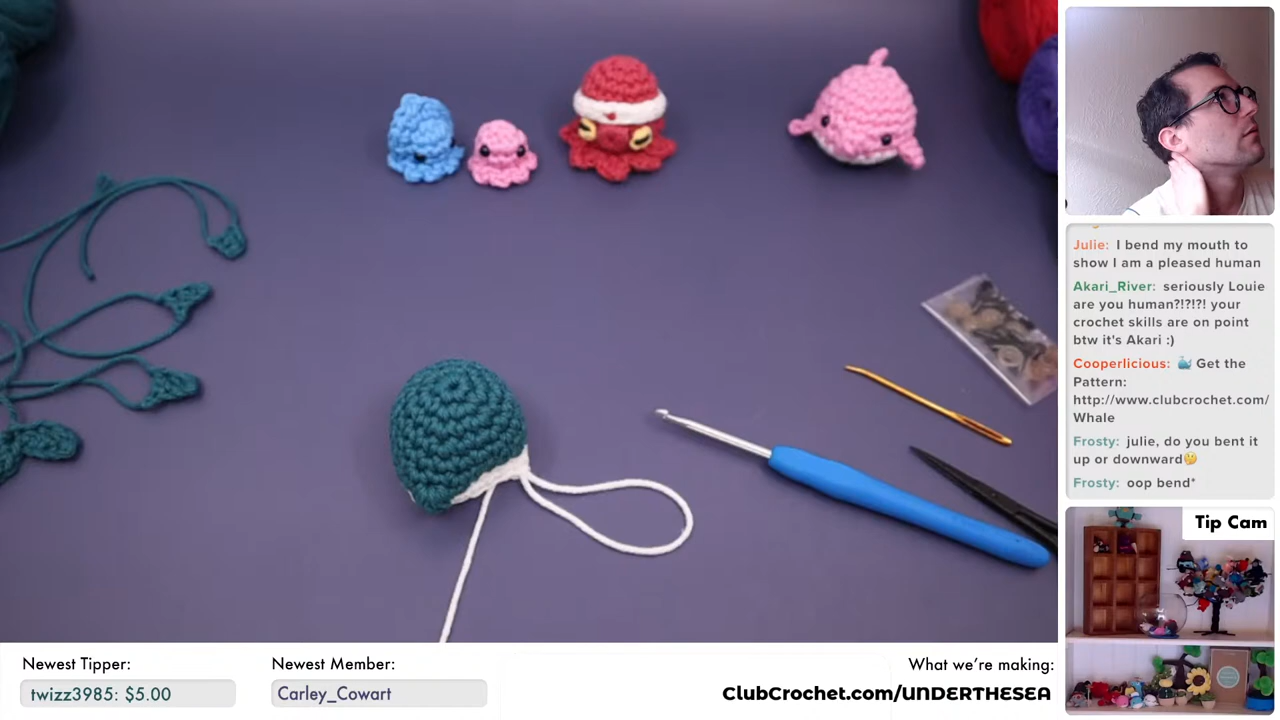 Julie: I bend my mouth to
show I am a pleased human
Akari_River: seriously Louie
are you human?!?!?! your
crochet skills are on point
btw it's Akari :)
Cooperlicious: 🐳 Get the
Pattern:
http://www.clubcrochet.com/
Whale
Frosty: julie, do you bent it
up or downward🤔
Frosty: oop bend*
Tip Cam
Newest Tipper:
twizz3985: $5.00
Newest Member:
Carley_Cowart
What we're making:
ClubCrochet.com/UNDERTHESEA